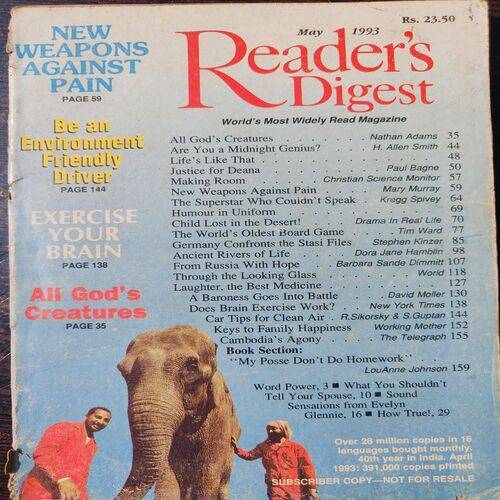 Rs. 23.50
May 1993
Reader's
Digest
World's Most Widely Read Magazine
NEW
WEAPONS
AGAINST
PAIN
PAGE 59
Be an
Environment
Friendly
Driver
PAGE 144
EXERCISE
YOUR
BRAIN
PAGE 138
All God's
Creatures
PAGE 35
All God's Creatures . . . Nathan Adams 35
Are You a Midnight Genius? . H. Allen Smith 44
Life's Like That . . . 48
Justice for Deana . . . Paul Bagne 50
Making Room . . Christian Science Monitor 57
New Weapons Against Pain . . Mary Murray 59
The Superstar Who Couldn't Speak . Kregg Spivey 64
Humour in Uniform . . . 69
Child Lost in the Desert! . Drama In Real Life 70
The World's Oldest Board Game . Tim Ward 77
Germany Confronts the Stasi Files . Stephen Kinzer 85
Ancient Rivers of Life . . Dora Jane Hamblin 98
From Russia With Hope . Barbara Sande Dimmitt 107
Through the Looking Glass . . World 118
Laughter, the Best Medicine . . . 127
A Baroness Goes Into Battle . . David Moller 130
Does Brain Exercise Work? . New York Times 138
Car Tips for Clean Air . R.Sikorsky & S.Guptan 144
Keys to Family Happiness . Working Mother 152
Cambodia's Agony . . . The Telegraph 155
Book Section:
"My Posse Don't Do Homework"
LouAnne Johnson 159
Word Power, 3 ■ What You Shouldn't
Tell Your Spouse, 10 ■ Sound
Sensations from Evelyn
Glennie, 16 ■ How True!, 29
Over 28 million copies in 16
languages bought monthly.
40th year in India. April
1993: 391,000 copies printed
SUBSCRIBER COPY—NOT FOR RESALE